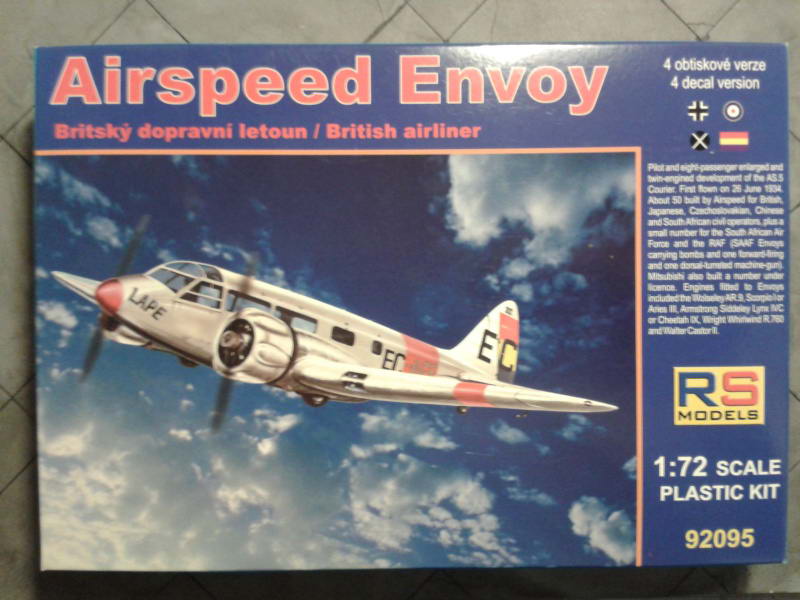 Airspeed Envoy
Britský dopravní letoun / British airliner
4 obtiskové verze
4 decal version
Pilot and eight-passenger enlarged and
twin-engined development of the AS.5
Courier. First flown on 26 June 1934.
About 50 built by Airspeed for British,
Japanese, Czechoslovakian, Chinese
and South African civil operators, plus a
small number for the South African Air
Force and the RAF (SAAF Envoys
carrying bombs and one forward-firing
and one dorsal-turreted machine-gun).
Mitsubishi also built a number under
licence. Engines fitted to Envoys
included the Wolseley AR.9, Scorpio I or
Aries III, Armstrong Siddeley Lynx IVC
or Cheetah IX, Wright Whirlwind R.760
and Walter Castor II.
LAPE
EC
EC
RS
MODELS
1:72 SCALE
PLASTIC KIT
92095